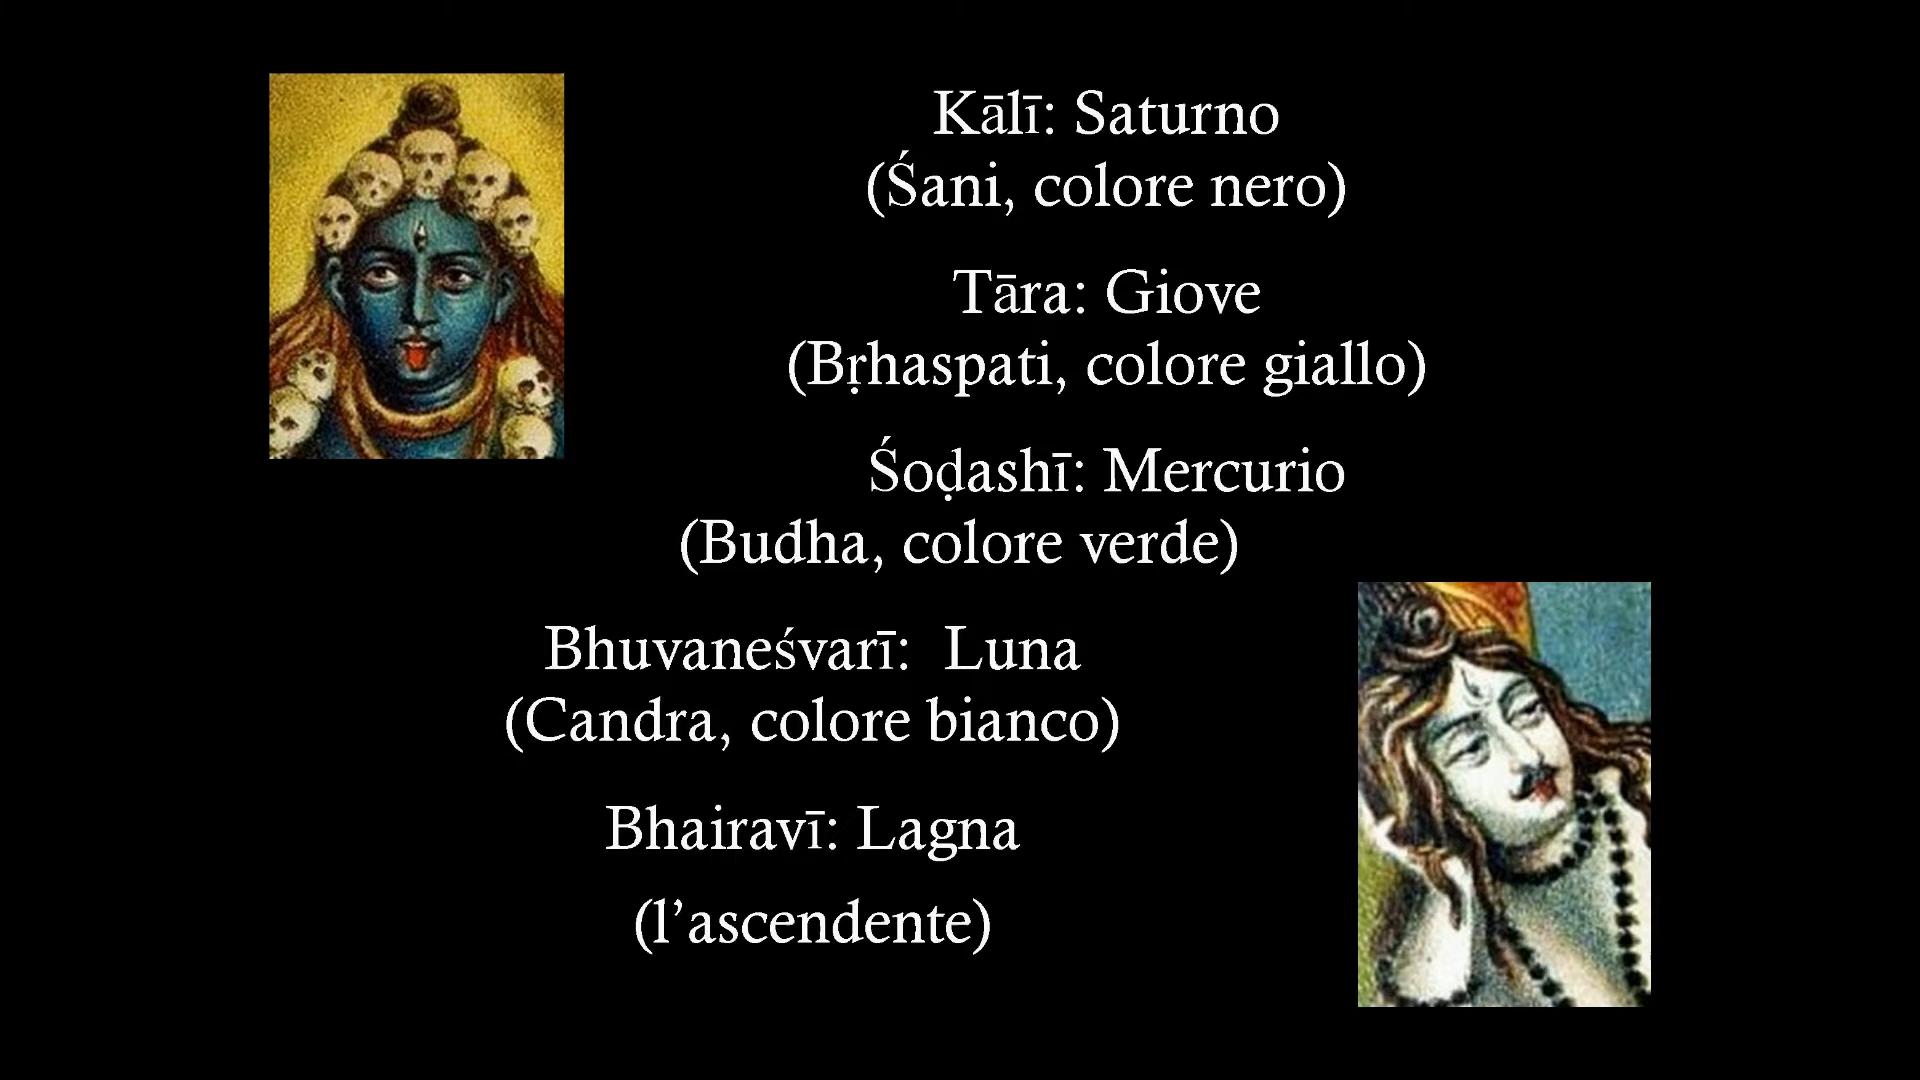 Kālī: Saturno
(Śani, colore nero)
Tāra: Giove
(Bṛhaspati, colore giallo)
Śoḍashī: Mercurio
(Budha, colore verde)
Bhuvaneśvarī:  Luna
(Candra, colore bianco)
Bhairavī: Lagna
(l’ascendente)